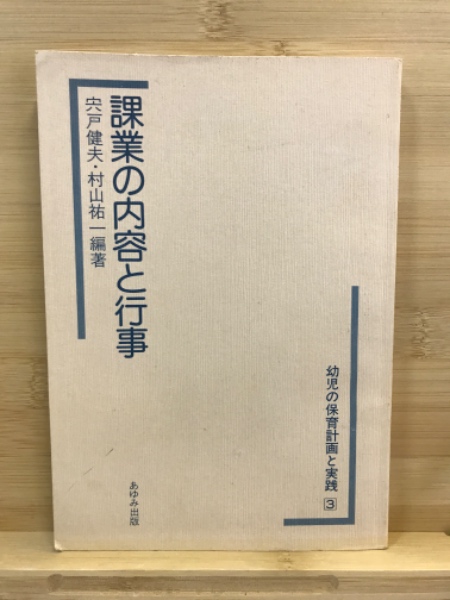 課業の内容と行事
宍戸健夫・村山祐一編著
幼児の保育計画と実践 3
あゆみ出版